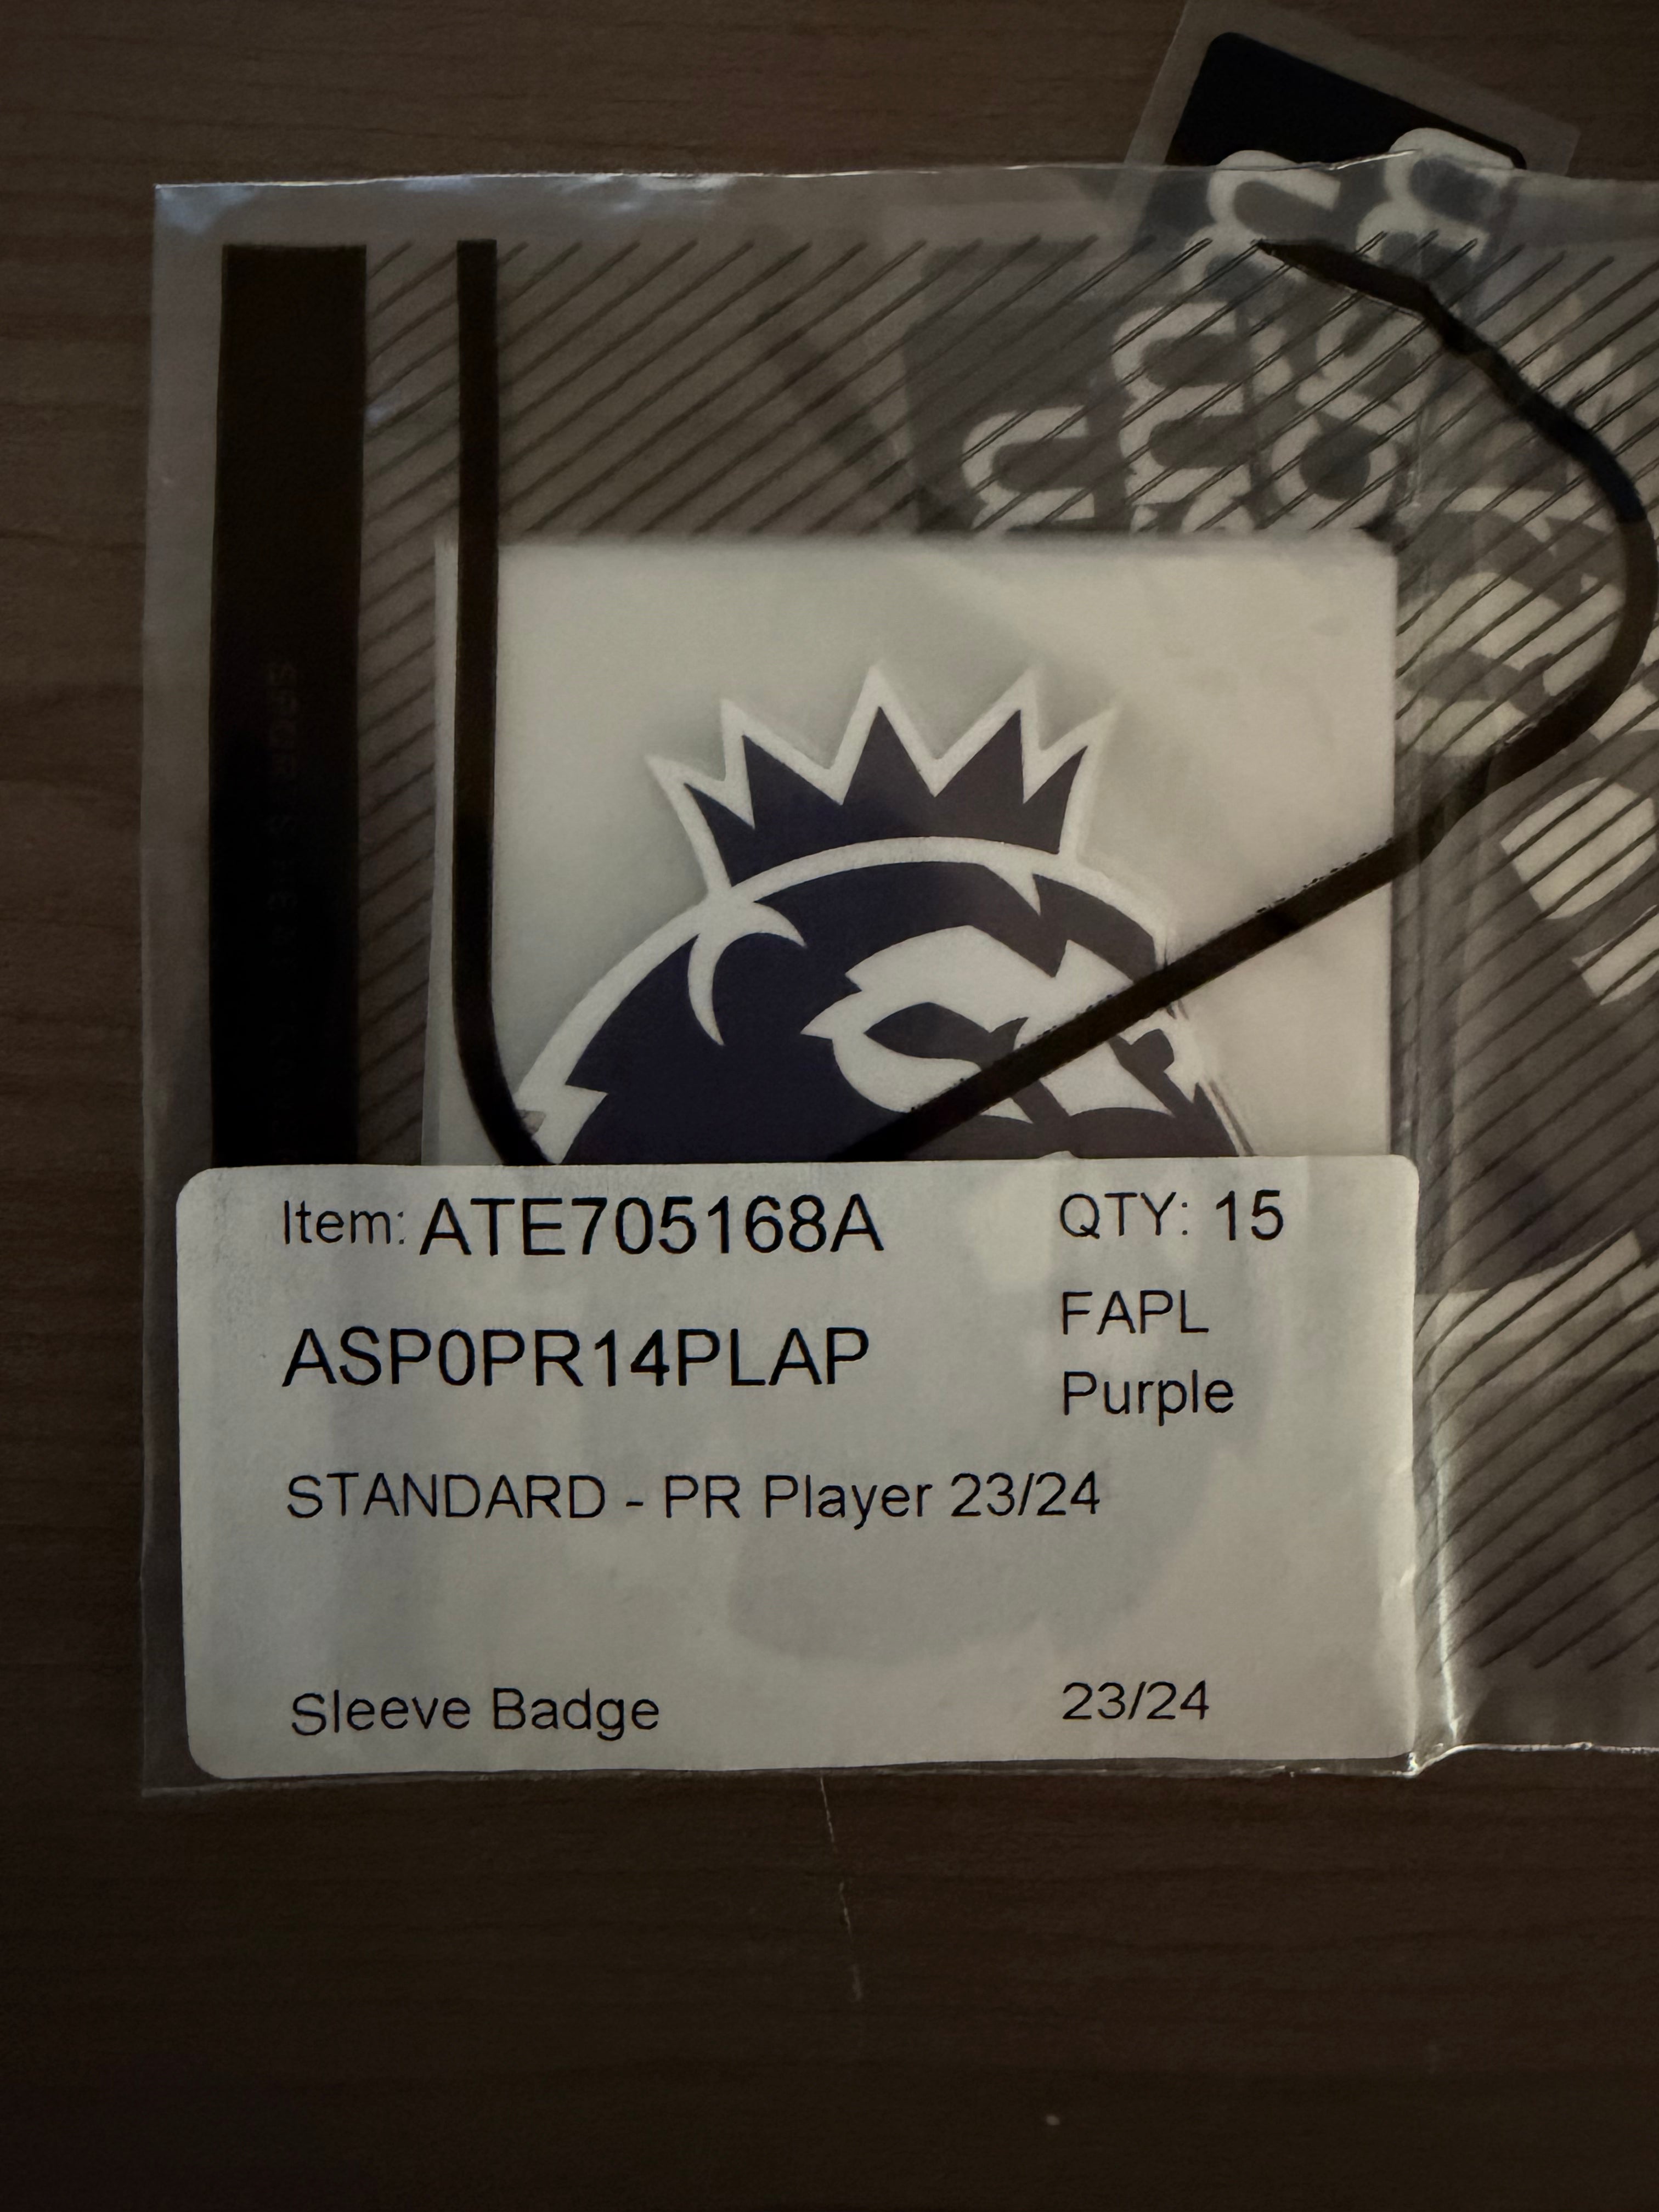 Item: ATE705168A QTY: 15
FAPL
ASP0PR14PLAP
Purple
STANDARD - PR Player 23/24
Sleeve Badge 23/24